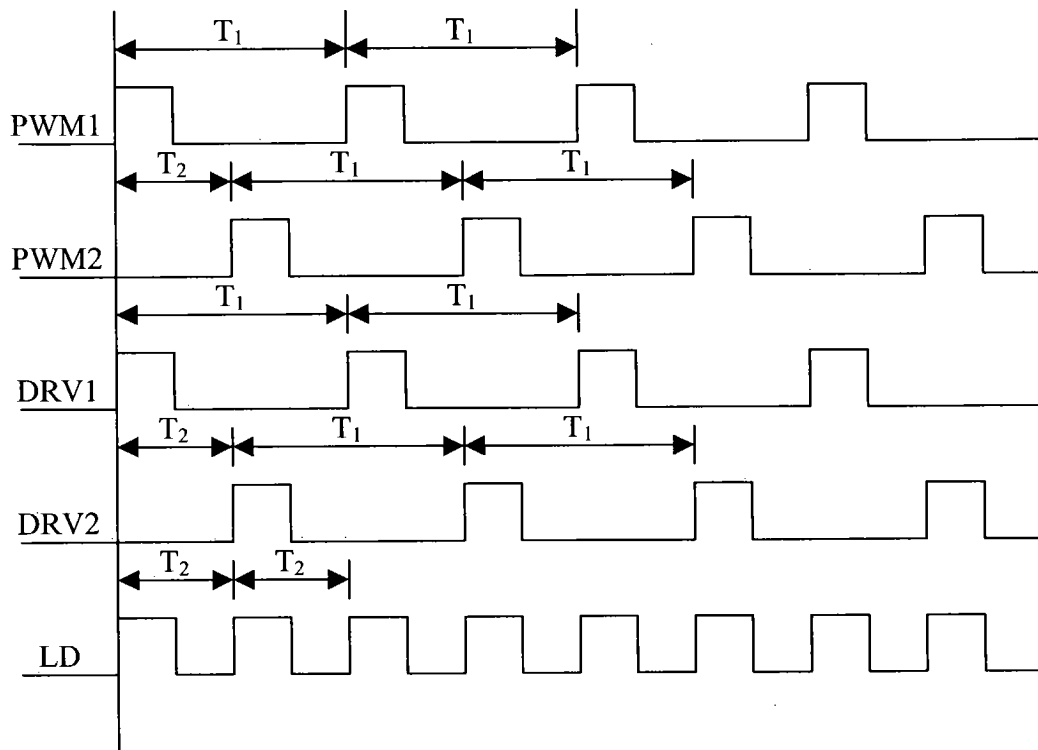 T₁ T₁
PWM1
T₂ T₁ T₁
PWM2
T₁ T₁
DRV1
T₂ T₁ T₁
DRV2
T₂ T₂
LD